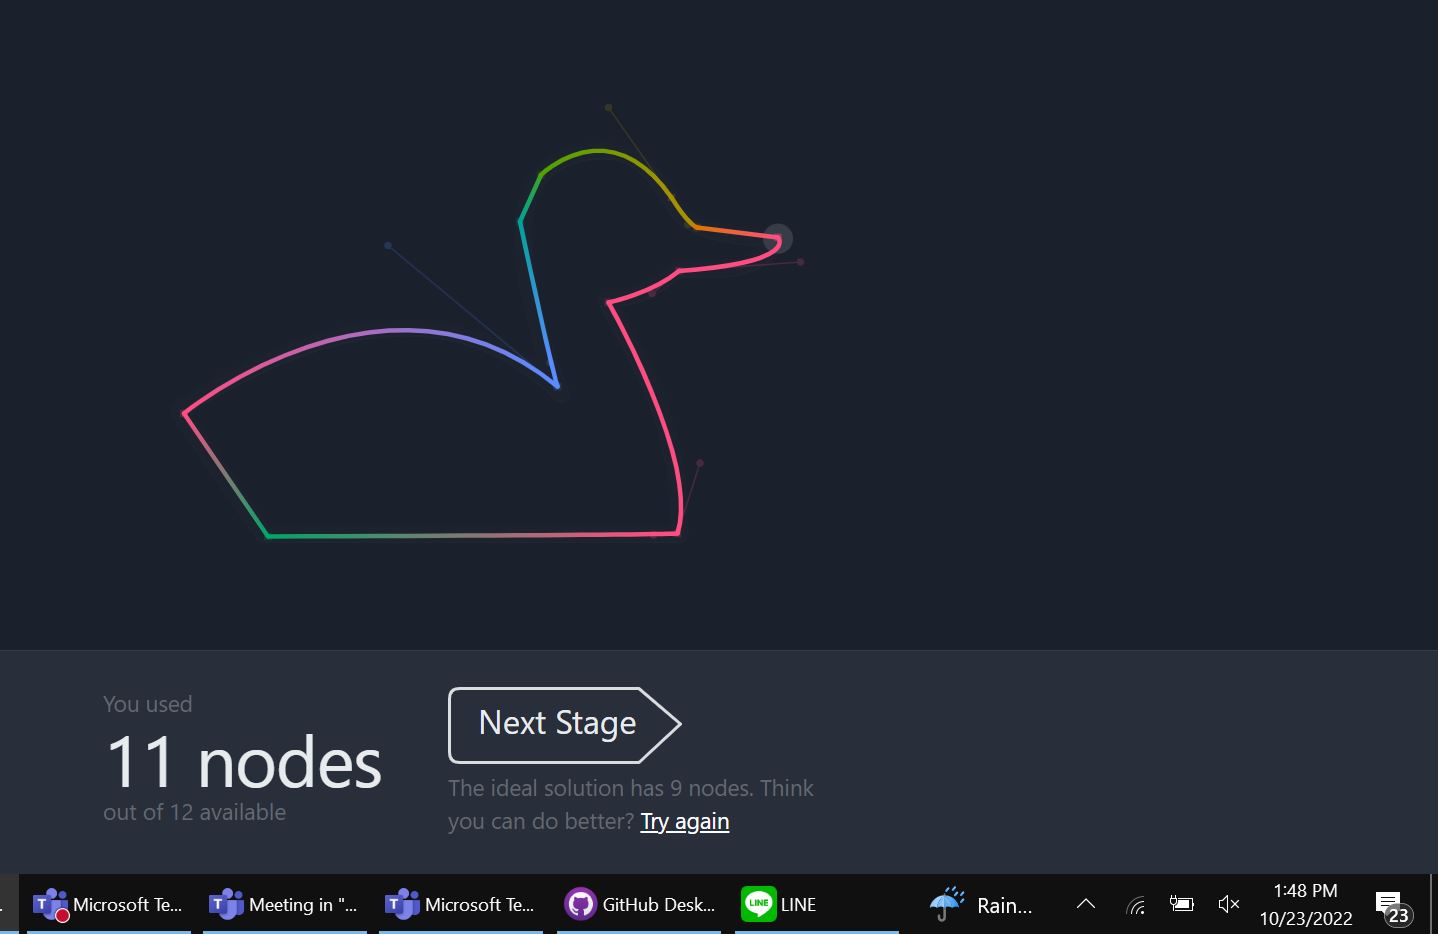 You used
11 nodes
out of 12 available
Next Stage
The ideal solution has 9 nodes. Think
you can do better? Try again
Microsoft Te...
Meeting in "...
Microsoft Te...
GitHub Desk...
LINE
LINE
Rain...
1:48 PM
10/23/2022
23